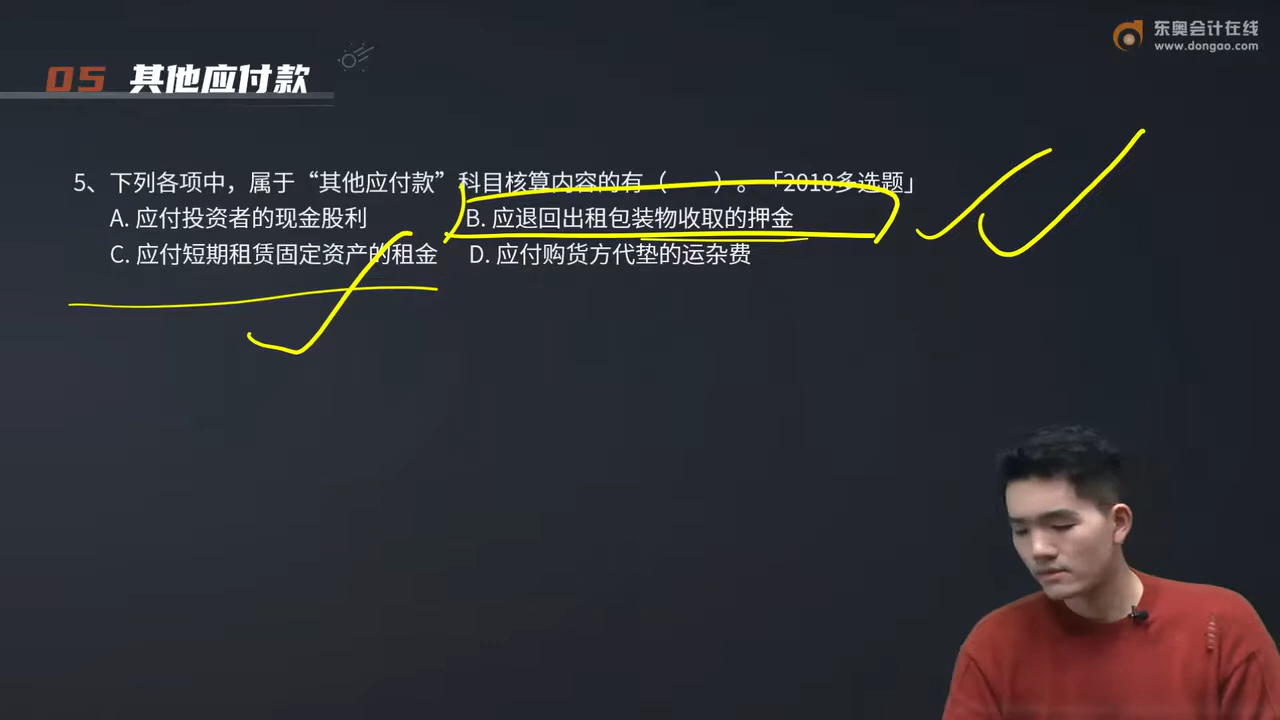 东奥会计在线
www.dongao.com
05 其他应付款
5、下列各项中，属于“其他应付款”科目核算内容的有（　　）。「2018多选题」
A. 应付投资者的现金股利 B. 应退回出租包装物收取的押金
C. 应付短期租赁固定资产的租金 D. 应付购货方代垫的运杂费